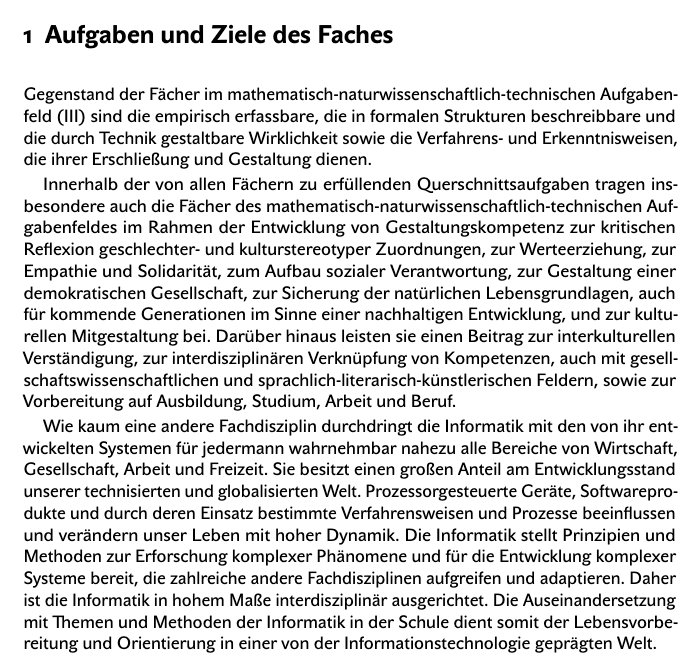 1 Aufgaben und Ziele des Faches
Gegenstand der Fächer im mathematisch-naturwissenschaftlich-technischen Aufgaben-
feld (III) sind die empirisch erfassbare, die in formalen Strukturen beschreibbare und
die durch Technik gestaltbare Wirklichkeit sowie die Verfahrens- und Erkenntnisweisen,
die ihrer Erschließung und Gestaltung dienen.
Innerhalb der von allen Fächern zu erfüllenden Querschnittsaufgaben tragen ins-
besondere auch die Fächer des mathematisch-naturwissenschaftlich-technischen Auf-
gabenfeldes im Rahmen der Entwicklung von Gestaltungskompetenz zur kritischen
Reflexion geschlechter- und kulturstereotyper Zuordnungen, zur Werteerziehung, zur
Empathie und Solidarität, zum Aufbau sozialer Verantwortung, zur Gestaltung einer
demokratischen Gesellschaft, zur Sicherung der natürlichen Lebensgrundlagen, auch
für kommende Generationen im Sinne einer nachhaltigen Entwicklung, und zur kultu-
rellen Mitgestaltung bei. Darüber hinaus leisten sie einen Beitrag zur interkulturellen
Verständigung, zur interdisziplinären Verknüpfung von Kompetenzen, auch mit gesell-
schaftswissenschaftlichen und sprachlich-literarisch-künstlerischen Feldern, sowie zur
Vorbereitung auf Ausbildung, Studium, Arbeit und Beruf.
Wie kaum eine andere Fachdisziplin durchdringt die Informatik mit den von ihr ent-
wickelten Systemen für jedermann wahrnehmbar nahezu alle Bereiche von Wirtschaft,
Gesellschaft, Arbeit und Freizeit. Sie besitzt einen großen Anteil am Entwicklungsstand
unserer technisierten und globalisierten Welt. Prozessorgesteuerte Geräte, Softwarepro-
dukte und durch deren Einsatz bestimmte Verfahrensweisen und Prozesse beeinflussen
und verändern unser Leben mit hoher Dynamik. Die Informatik stellt Prinzipien und
Methoden zur Erforschung komplexer Phänomene und für die Entwicklung komplexer
Systeme bereit, die zahlreiche andere Fachdisziplinen aufgreifen und adaptieren. Daher
ist die Informatik in hohem Maße interdisziplinär ausgerichtet. Die Auseinandersetzung
mit Themen und Methoden der Informatik in der Schule dient somit der Lebensvorbe-
reitung und Orientierung in einer von der Informationstechnologie geprägten Welt.